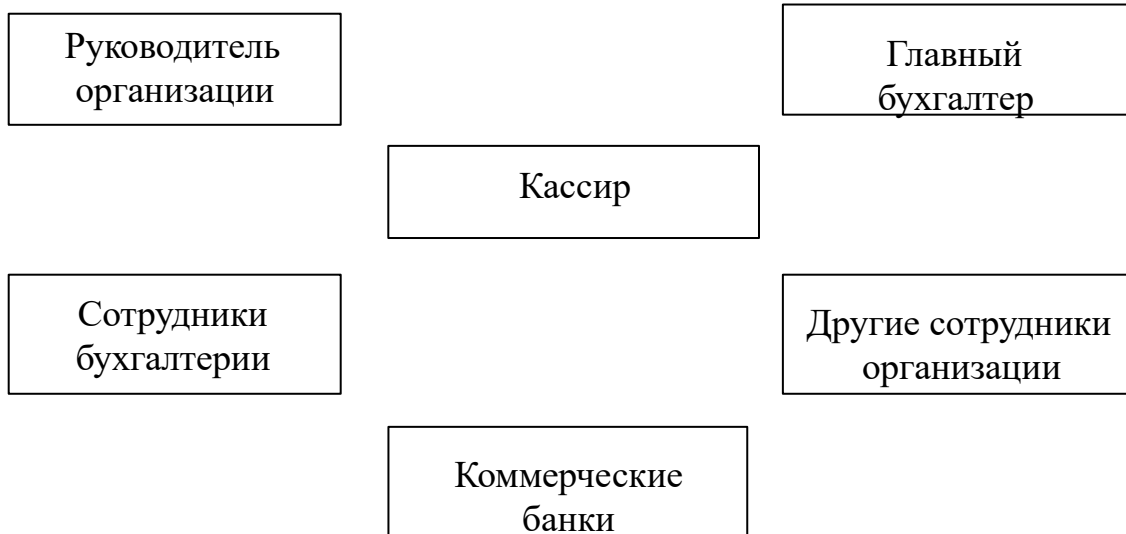 Руководитель
организации
Главный
бухгалтер
Кассир
Сотрудники
бухгалтерии
Другие сотрудники
организации
Коммерческие
банки